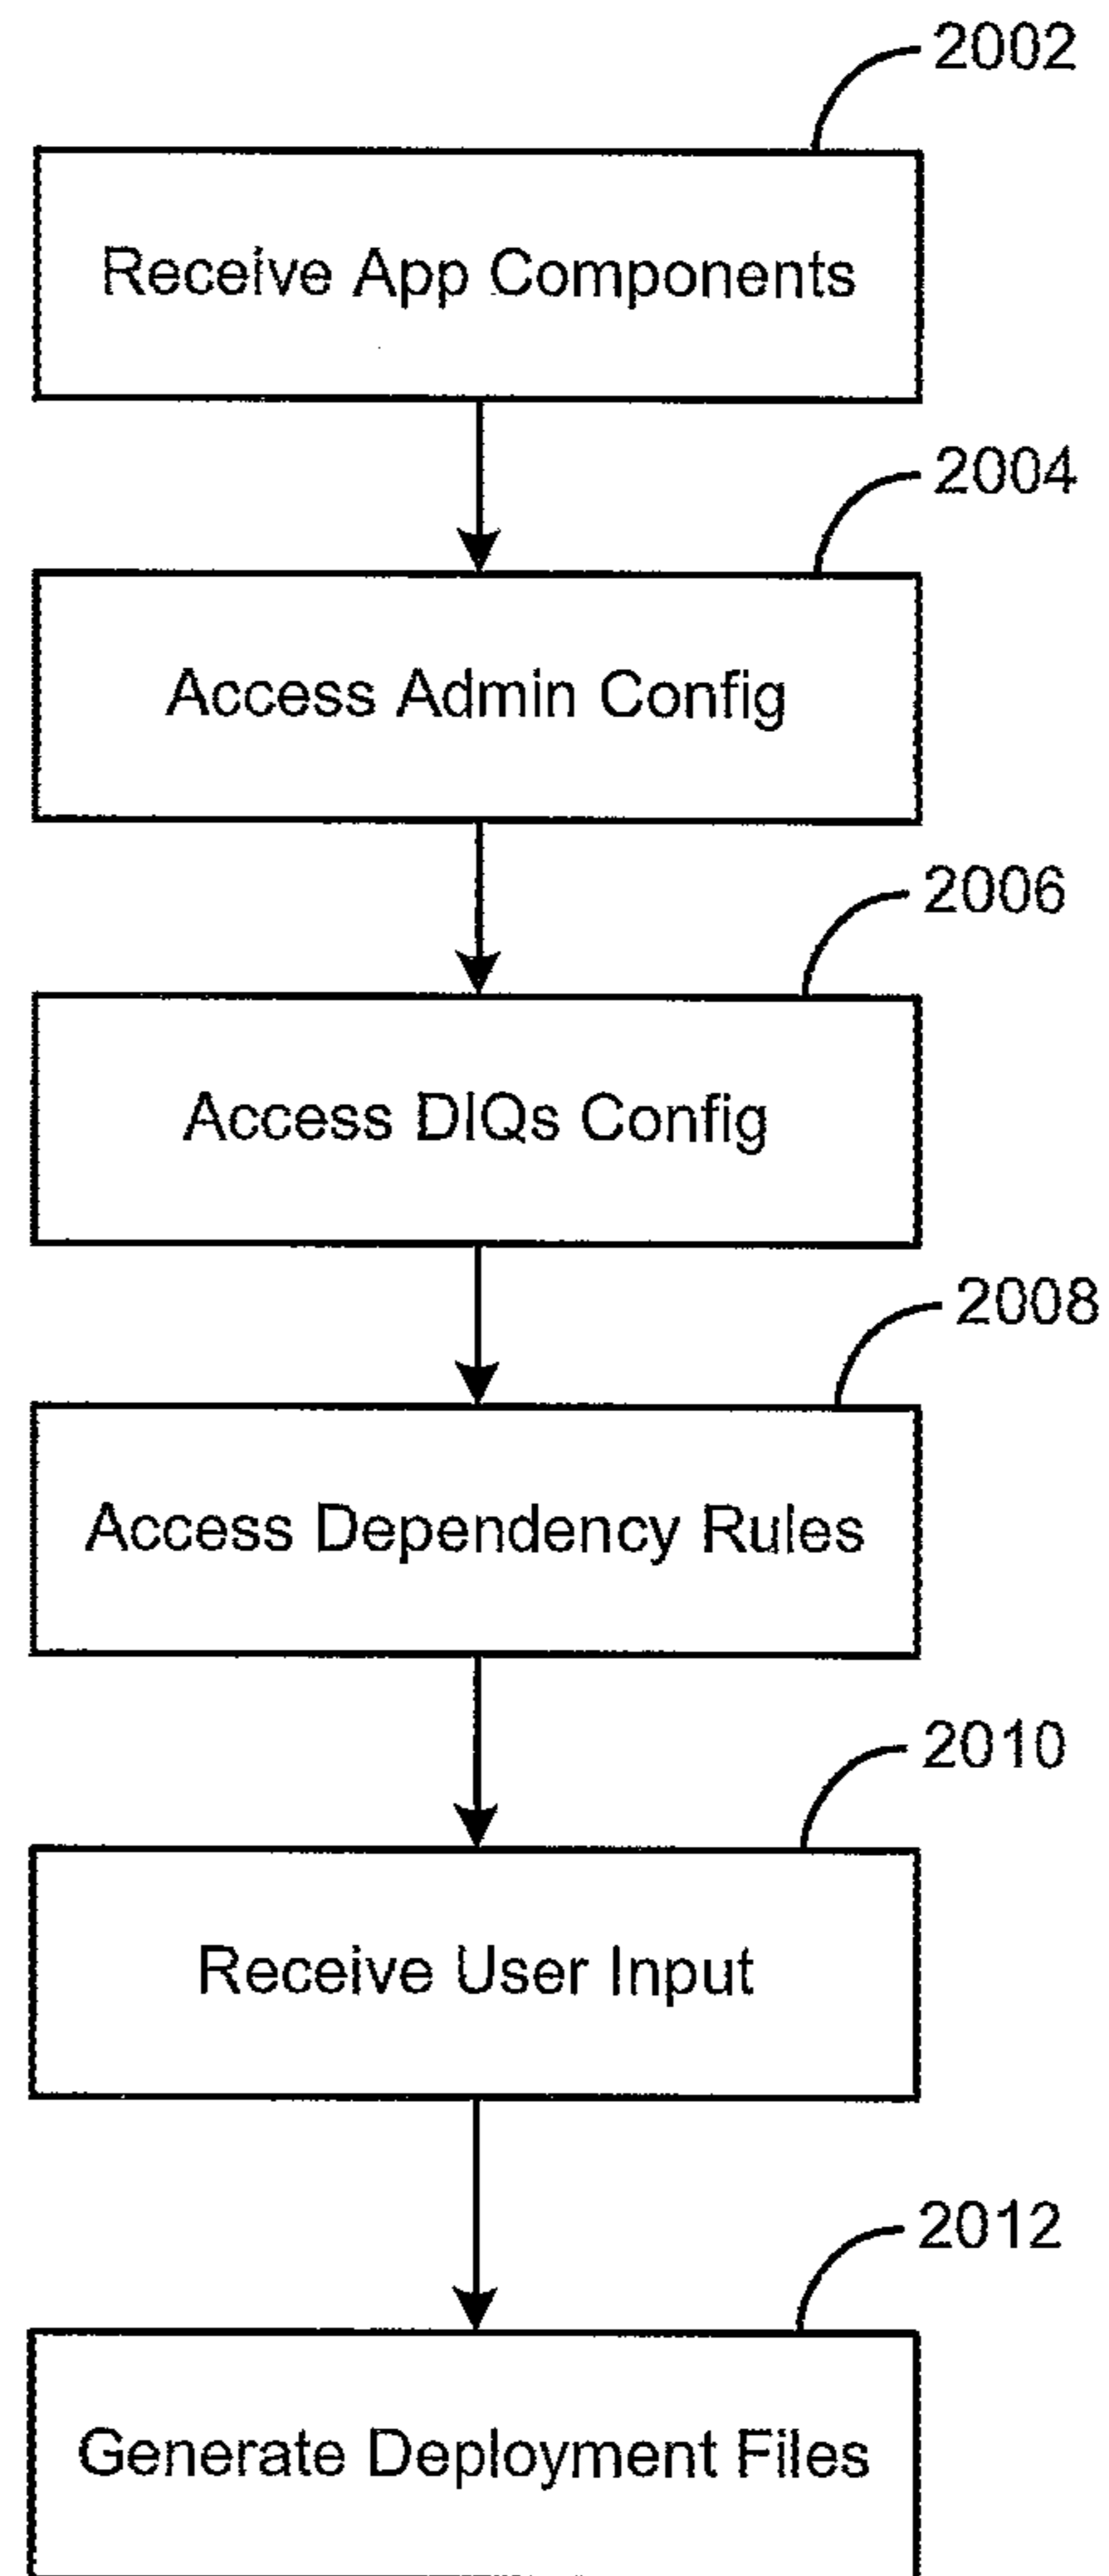 2002
Receive App Components
2004
Access Admin Config
2006
Access DIQs Config
2008
Access Dependency Rules
2010
Receive User Input
2012
Generate Deployment Files